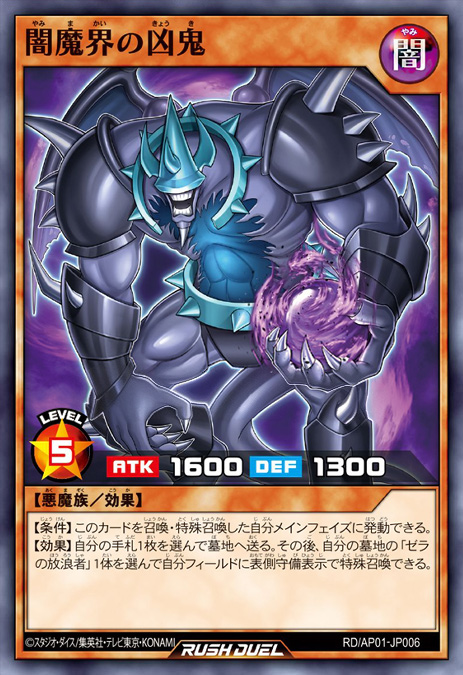 闇魔界の凶鬼
闇
LEVEL
5
ATK 1600 DEF 1300
【悪魔族／効果】
【条件】このカードを召喚・特殊召喚した自分メインフェイズに発動できる。
【効果】自分の手札1枚を選んで墓地へ送る。その後、自分の墓地の「ゼラ
の放浪者」1体を選んで自分フィールドに表側守備表示で特殊召喚できる。
©スタジオ・ダイス/集英社・テレビ東京・KONAMI
RUSH DUEL
RD/AP01-JP006